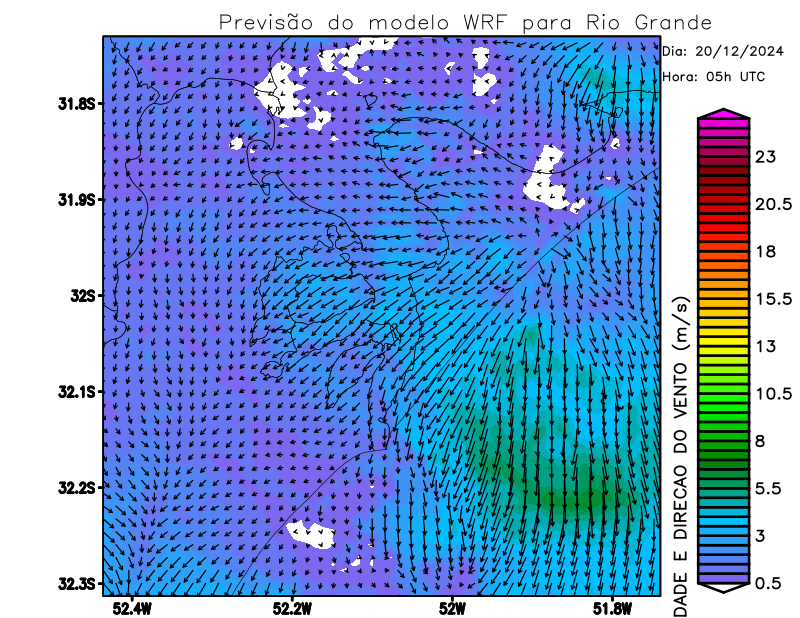 Previsão do modelo WRF para Rio Grande
Dia: 20/12/2024
Hora: 05h UTC
31.8S
31.9S
32S
32.1S
32.2S
32.3S
52.4W
52.2W
52W
51.8W
23
20.5
18
15.5
13
10.5
8
5.5
3
0.5
DADE E DIRECAO DO VENTO (m/s)